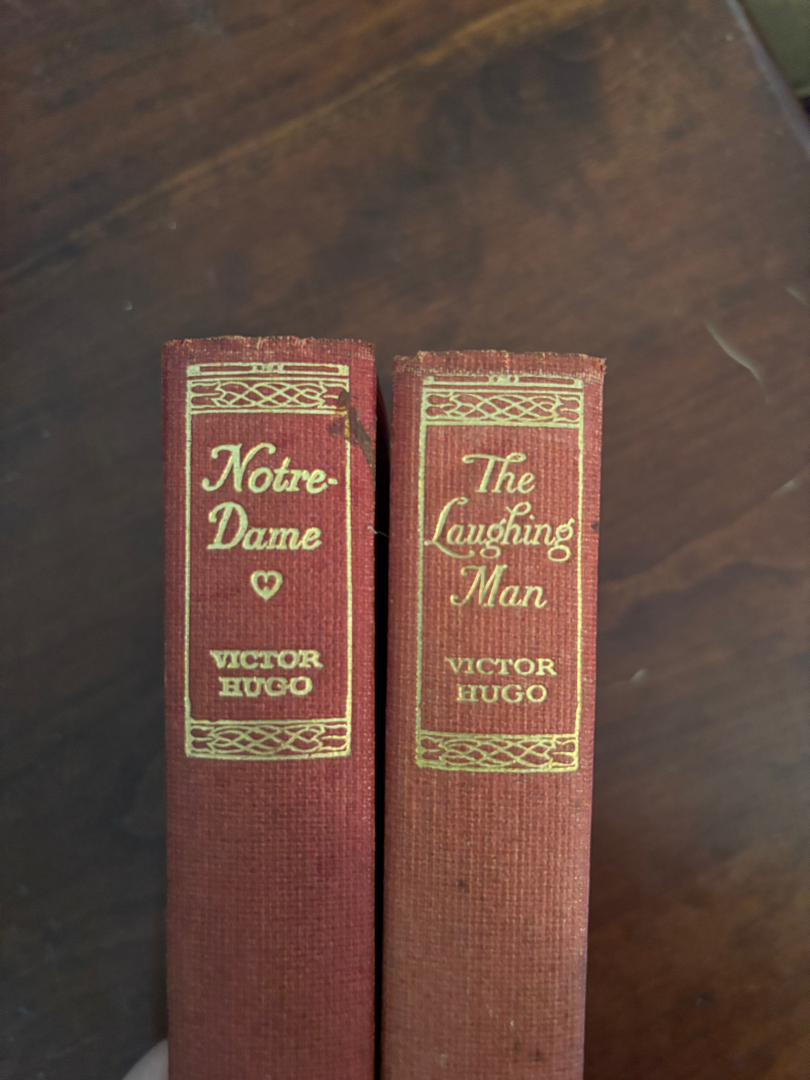 Notre-
Dame
VICTOR
HUGO
The
Laughing
Man
VICTOR
HUGO